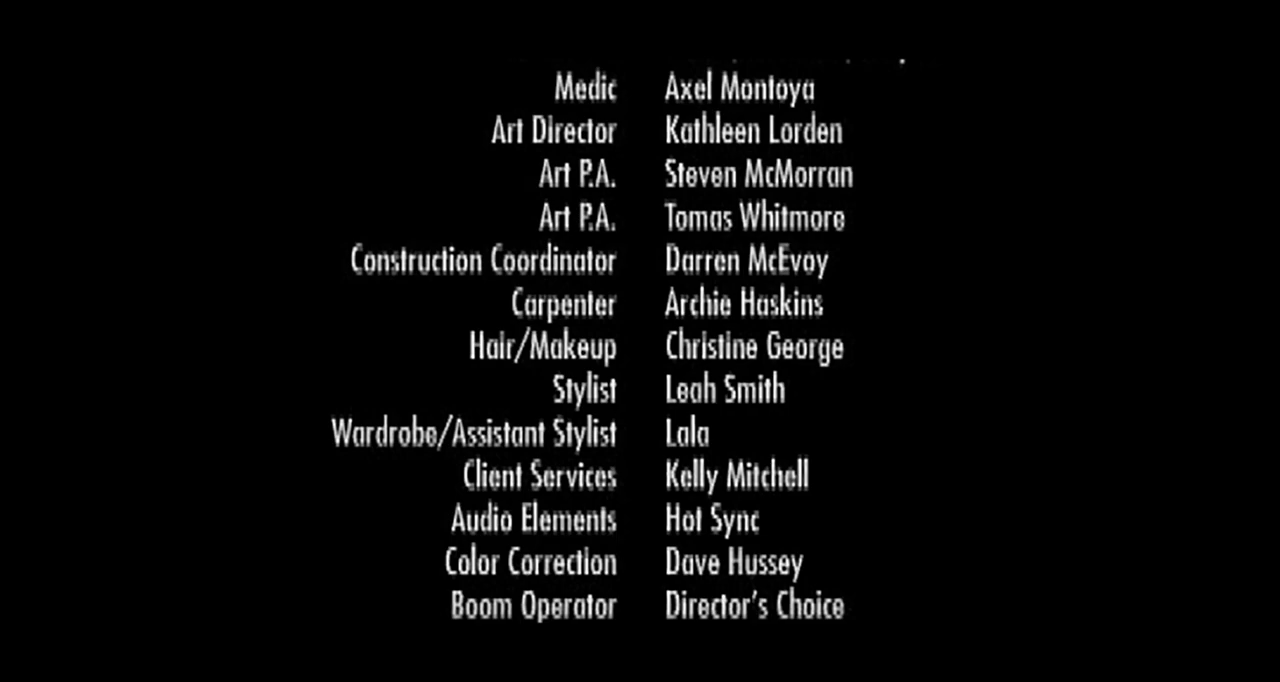 Medic Axel Montoya
Art Director Kathleen Lorden
Art P.A. Steven McMorran
Art P.A. Tomas Whitmore
Construction Coordinator Darren McEvoy
Carpenter Archie Haskins
Hair/Makeup Christine George
Stylist Leah Smith
Wardrobe/Assistant Stylist Lala
Client Services Kelly Mitchell
Audio Elements Hot Sync
Color Correction Dave Hussey
Boom Operator Director's Choice